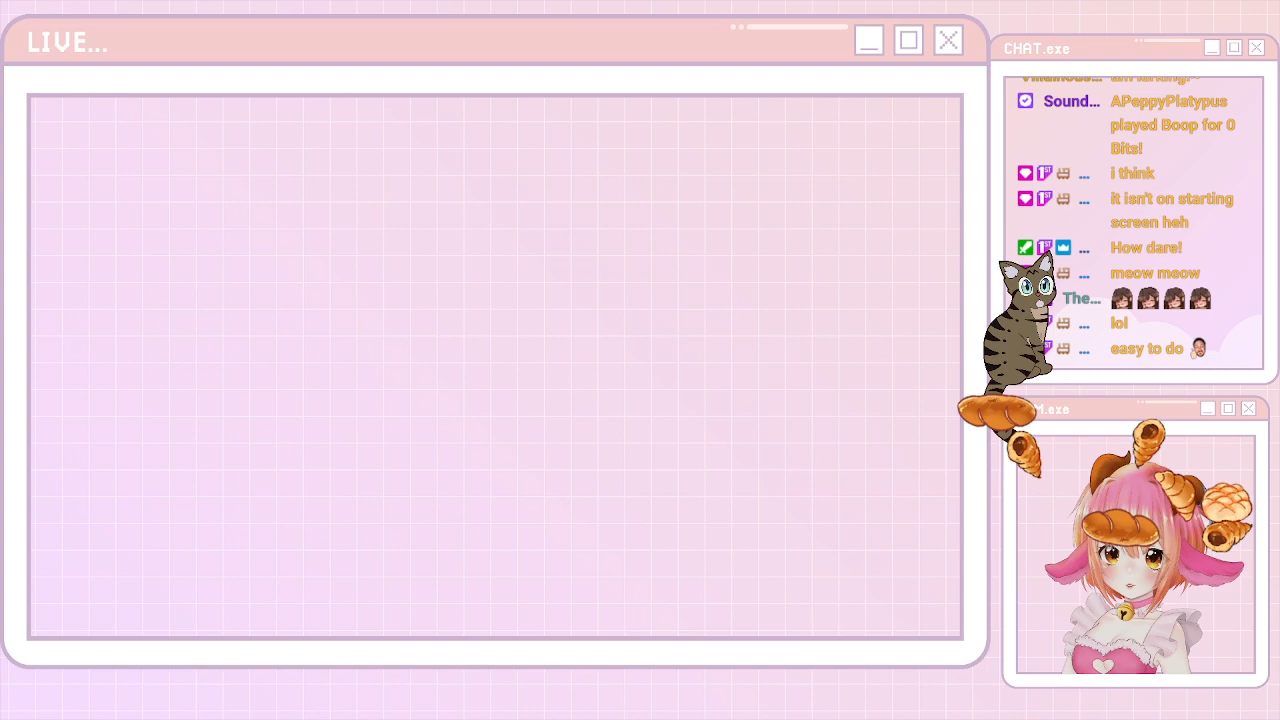 LIVE...
CHAT.exe
Sound... APeppyPlatypus
played Boop for 0
Bits!
... i think
... it isn't on starting
screen heh
... How dare!
... meow meow
The...
... lol
... easy to do
M.exe